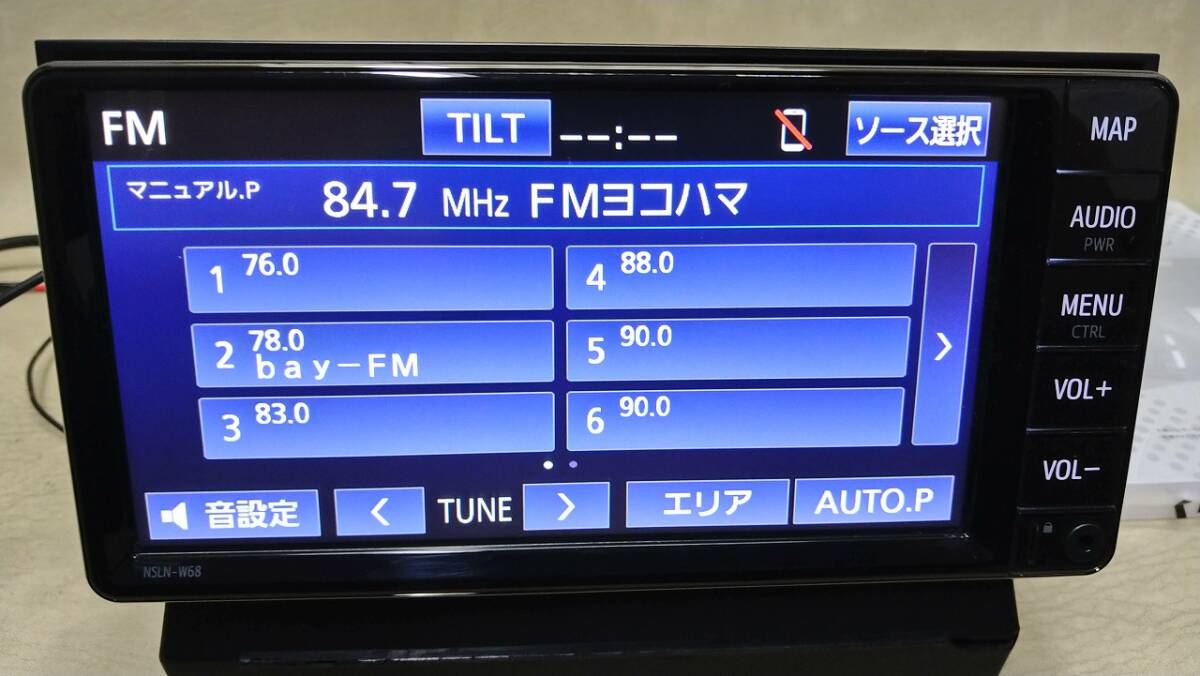 FM TILT --:-- ソース選択
マニュアル.P 84.7 MHz FMヨコハマ
1 76.0
2 78.0
bay-FM
3 83.0
4 88.0
5 90.0
6 90.0
>
音設定 < TUNE > エリア AUTO.P
NSLN-W68
MAP
AUDIO
PWR
MENU
CTRL
VOL+
VOL-